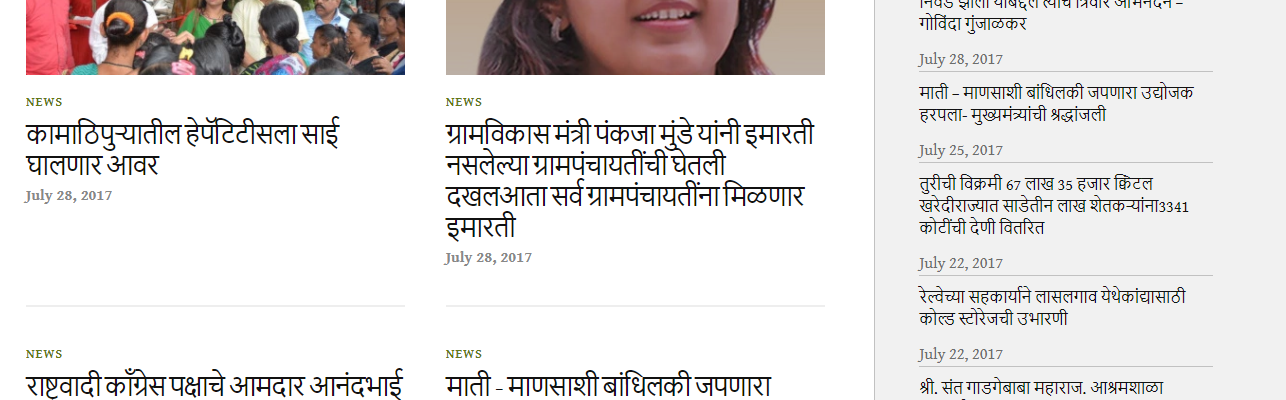 NEWS
कामाठिपुऱ्यातील हेपॅटिटीसला साई
घालणार आवर
July 28, 2017
NEWS
ग्रामविकास मंत्री पंकजा मुंडे यांनी इमारती
नसलेल्या ग्रामपंचायतींची घेतली
दखलआता सर्व ग्रामपंचायतींना मिळणार
इमारती
July 28, 2017
NEWS
राष्ट्रवादी काँग्रेस पक्षाचे आमदार आनंदभाई
NEWS
माती - माणसाशी बांधिलकी जपणारा
गोविंदा गुंजाळकर
July 28, 2017
माती – माणसाशी बांधिलकी जपणारा उद्योजक
हरपला- मुख्यमंत्र्यांची श्रद्धांजली
July 25, 2017
तुरीची विक्रमी 67 लाख 35 हजार क्विंटल
खरेदीराज्यात साडेतीन लाख शेतकऱ्यांना3341
कोटींची देणी वितरित
July 22, 2017
रेल्वेच्या सहकार्याने लासलगाव येथेकांद्यासाठी
कोल्ड स्टोरेजची उभारणी
July 22, 2017
श्री. संत गाडगेबाबा महाराज. आश्रमशाळा